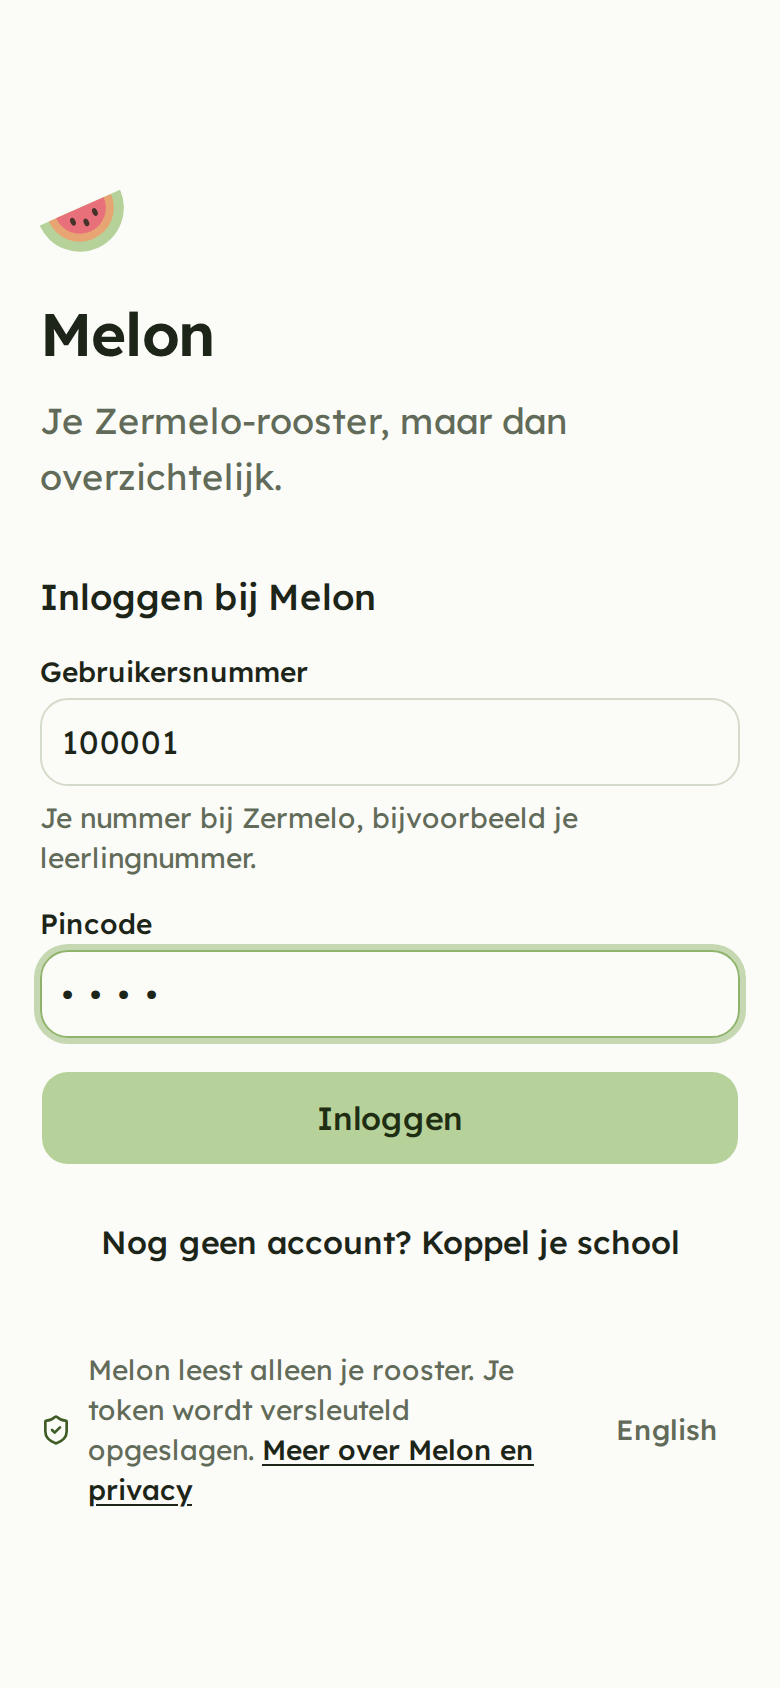 Melon
Je Zermelo-rooster, maar dan
overzichtelijk.
Inloggen bij Melon
Gebruikersnummer
100001
Je nummer bij Zermelo, bijvoorbeeld je
leerlingnummer.
Pincode
• • • •
Inloggen
Nog geen account? Koppel je school
Melon leest alleen je rooster. Je
token wordt versleuteld
opgeslagen. Meer over Melon en
privacy
English